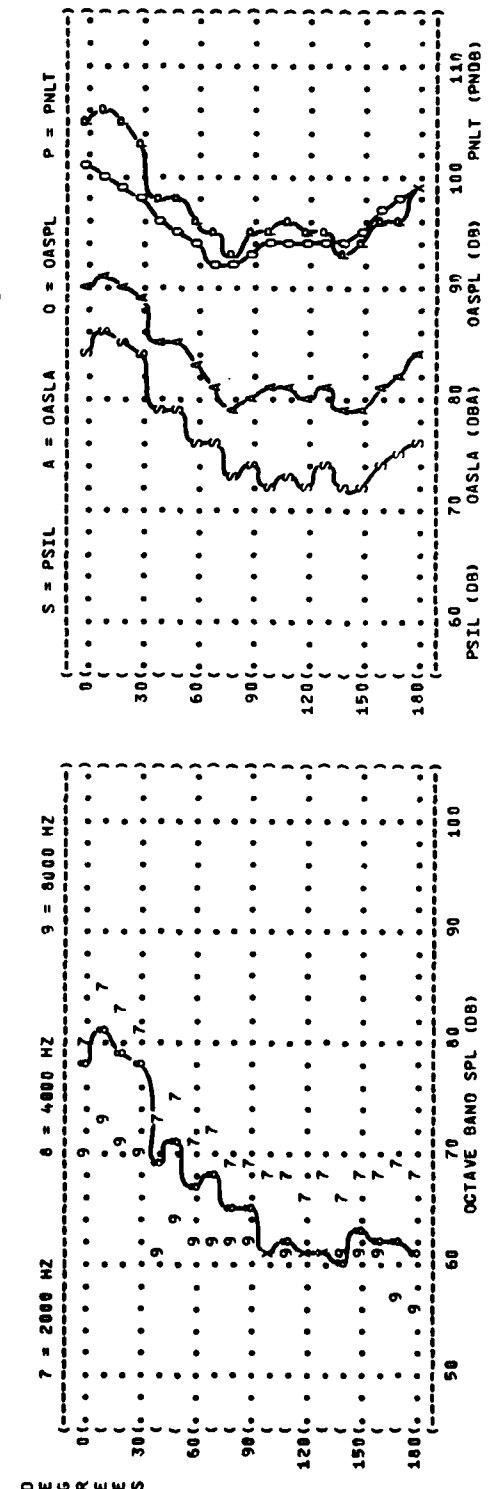 7 = 2000 HZ 8 = 4000 HZ 9 = 8000 HZ
DEGREES
0
30
60
90
120
150
180
50 60 70 80 90 100
OCTAVE BAND SPL (DB)
S = PSIL A = OASLA O = OASPL P = PNLT
0
30
60
90
120
150
180
60 70 80 90 100 110
PSIL (DB) OASLA (DBA) OASPL (DB) PNLT (PNDB)